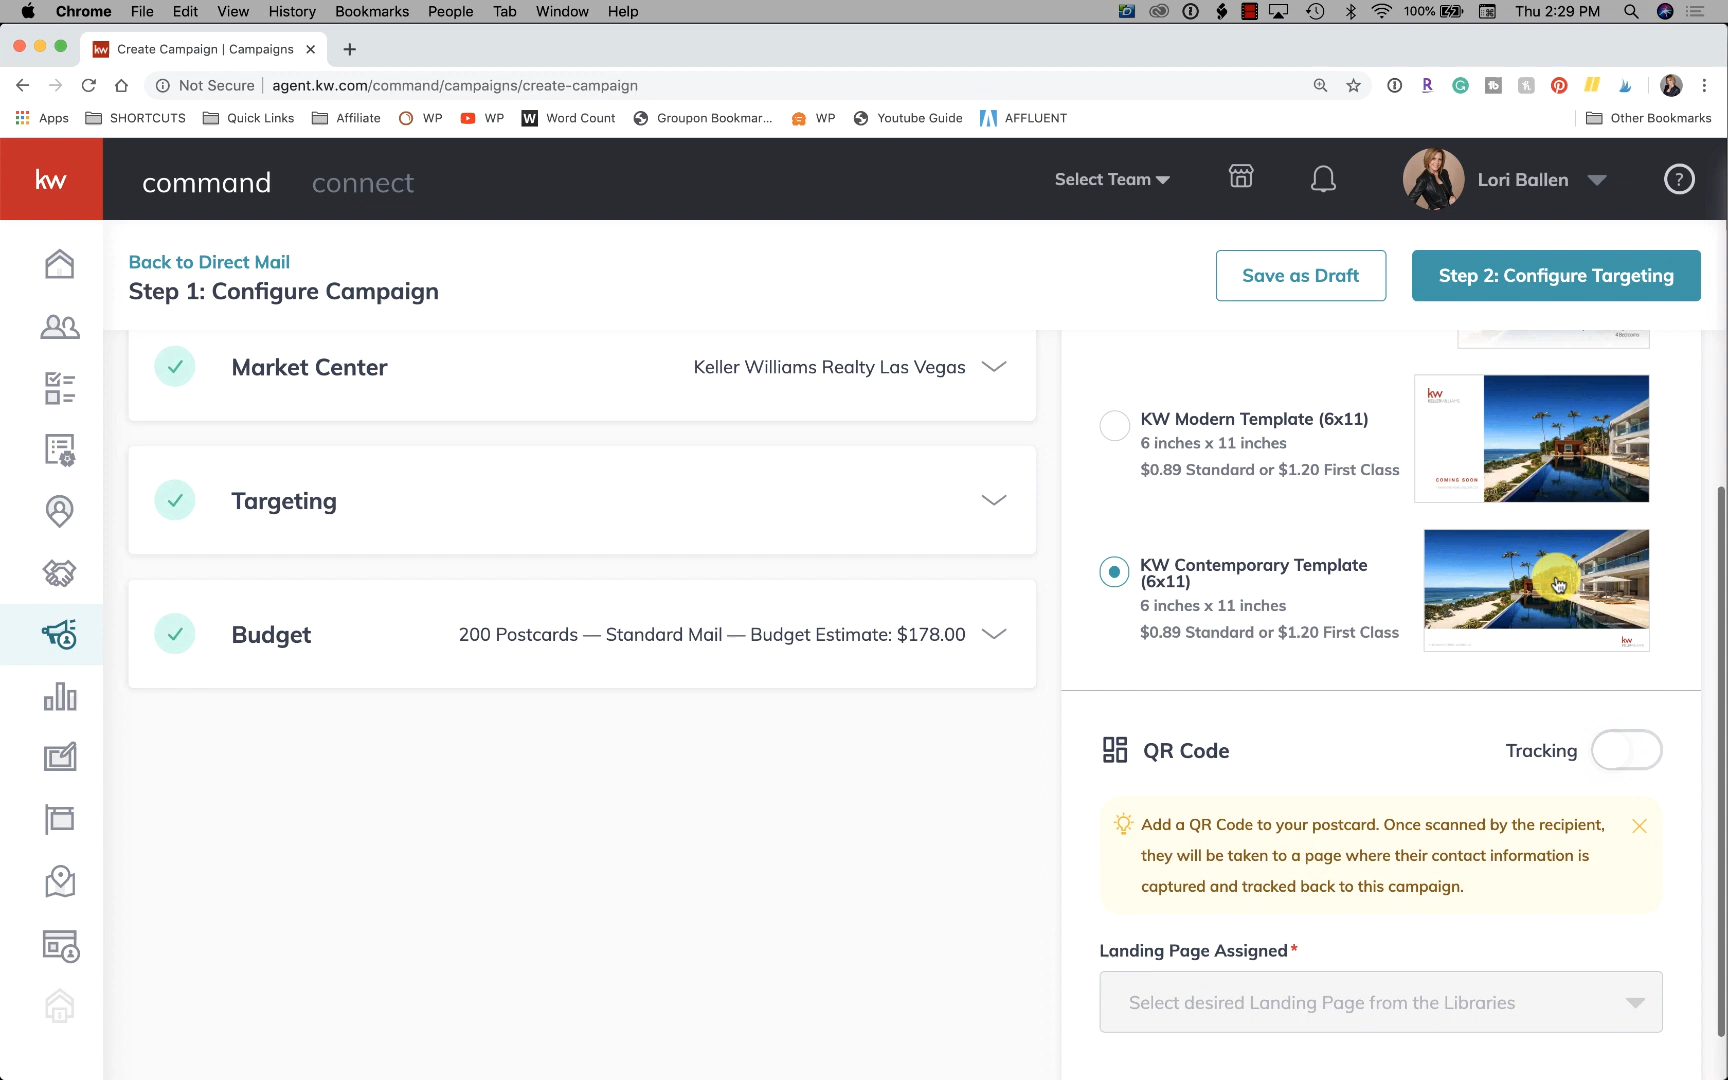 Chrome File Edit View History Bookmarks People Tab Window Help
100% Thu 2:29 PM
kw Create Campaign | Campaigns
Not Secure | agent.kw.com/command/campaigns/create-campaign
Apps SHORTCUTS Quick Links Affiliate WP WP W Word Count Groupon Bookmar... WP Youtube Guide AFFLUENT Other Bookmarks
kw command connect Select Team Lori Ballen ?
Back to Direct Mail
Step 1: Configure Campaign
Save as Draft
Step 2: Configure Targeting
Market Center Keller Williams Realty Las Vegas
Targeting
Budget 200 Postcards — Standard Mail — Budget Estimate: $178.00
4 Bedrooms
KW Modern Template (6x11)
6 inches x 11 inches
$0.89 Standard or $1.20 First Class
kw
KELLERWILLIAMS
COMING SOON
KW Contemporary Template
(6x11)
6 inches x 11 inches
$0.89 Standard or $1.20 First Class
kw
QR Code Tracking
Add a QR Code to your postcard. Once scanned by the recipient,
they will be taken to a page where their contact information is
captured and tracked back to this campaign.
Landing Page Assigned*
Select desired Landing Page from the Libraries